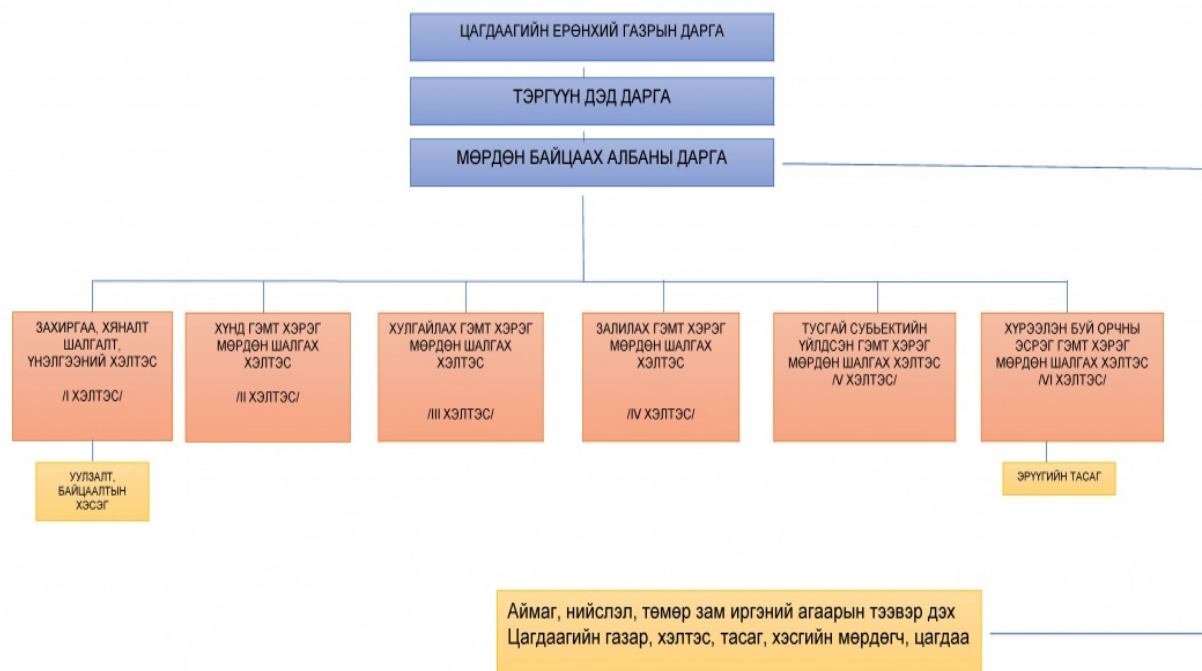 ЦАГДААГИЙН ЕРӨНХИЙ ГАЗРЫН ДАРГА
ТЭРГҮҮН ДЭД ДАРГА
МӨРДӨН БАЙЦААХ АЛБАНЫ ДАРГА
ЗАХИРГАА, ХЯНАЛТ
ШАЛГАЛТ,
ҮНЭЛГЭЭНИЙ ХЭЛТЭС
/I ХЭЛТЭС/
ХҮНД ГЭМТ ХЭРЭГ
МӨРДӨН ШАЛГАХ
ХЭЛТЭС
/II ХЭЛТЭС/
ХУЛГАЙЛАХ ГЭМТ ХЭРЭГ
МӨРДӨН ШАЛГАХ
ХЭЛТЭС
/III ХЭЛТЭС/
ЗАЛИЛАХ ГЭМТ ХЭРЭГ
МӨРДӨН ШАЛГАХ
ХЭЛТЭС
/IV ХЭЛТЭС/
ТУСГАЙ СУБЬЕКТИЙН
ҮЙЛДСЭН ГЭМТ ХЭРЭГ
МӨРДӨН ШАЛГАХ ХЭЛТЭС
/V ХЭЛТЭС/
ХҮРЭЭЛЭН БУЙ ОРЧНЫ
ЭСРЭГ ГЭМТ ХЭРЭГ
МӨРДӨН ШАЛГАХ ХЭЛТЭС
/VI ХЭЛТЭС/
УУЛЗАЛТ,
БАЙЦААЛТЫН
ХЭСЭГ
ЭРҮҮГИЙН ТАСАГ
Аймаг, нийслэл, төмөр зам иргэний агаарын тээвэр дэх
Цагдаагийн газар, хэлтэс, тасаг, хэсгийн мөрдөгч, цагдаа